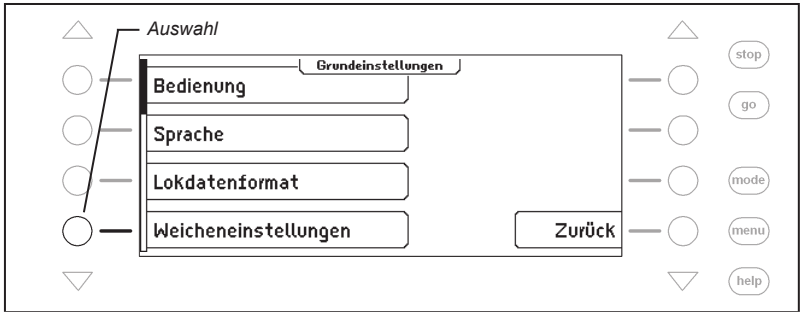 Auswahl
Grundeinstellungen
Bedienung
Sprache
Lokdatenformat
Weicheneinstellungen
Zurück
stop
go
mode
menu
help